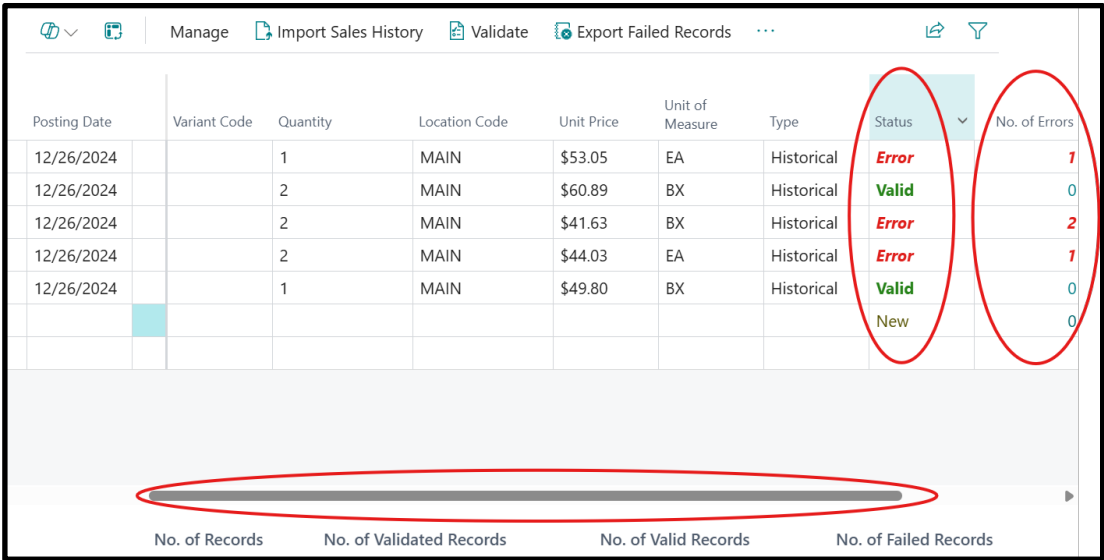 Manage Import Sales History Validate Export Failed Records ...
Posting Date Variant Code Quantity Location Code Unit Price Unit of Measure Type Status No. of Errors
12/26/2024 1 MAIN $53.05 EA Historical Error 1
12/26/2024 2 MAIN $60.89 BX Historical Valid 0
12/26/2024 2 MAIN $41.63 BX Historical Error 2
12/26/2024 2 MAIN $44.03 EA Historical Error 1
12/26/2024 1 MAIN $49.80 BX Historical Valid 0
New 0
No. of Records No. of Validated Records No. of Valid Records No. of Failed Records